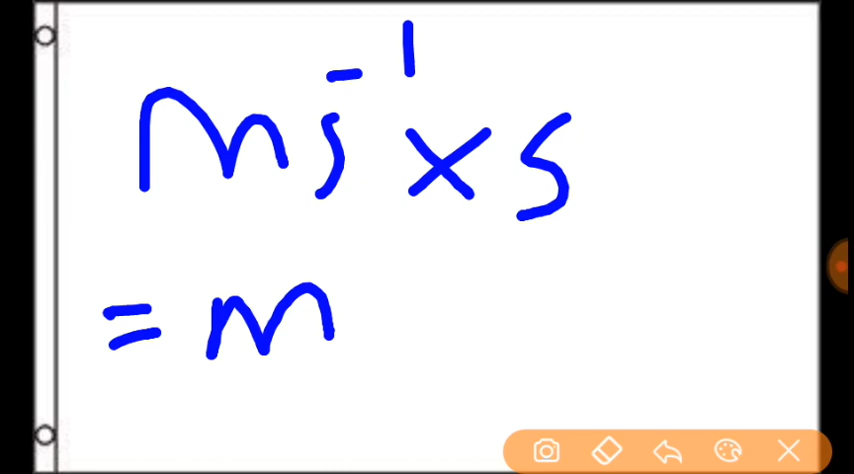 ms⁻¹ × s
= m